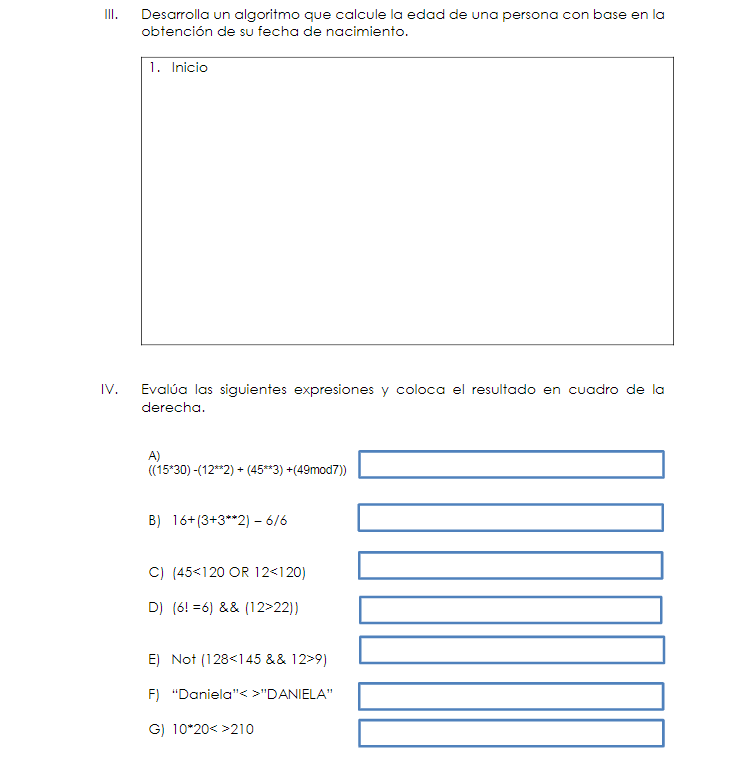 III. Desarrolla un algoritmo que calcule la edad de una persona con base en la
obtención de su fecha de nacimiento.
1. Inicio
IV. Evalúa las siguientes expresiones y coloca el resultado en cuadro de la
derecha.
A)
((15*30) -(12**2) + (45**3) +(49mod7))
B) 16+(3+3**2) – 6/6
C) (45<120 OR 12<120)
D) (6! =6) && (12>22))
E) Not (128<145 && 12>9)
F) “Daniela”< >”DANIELA”
G) 10*20< >210